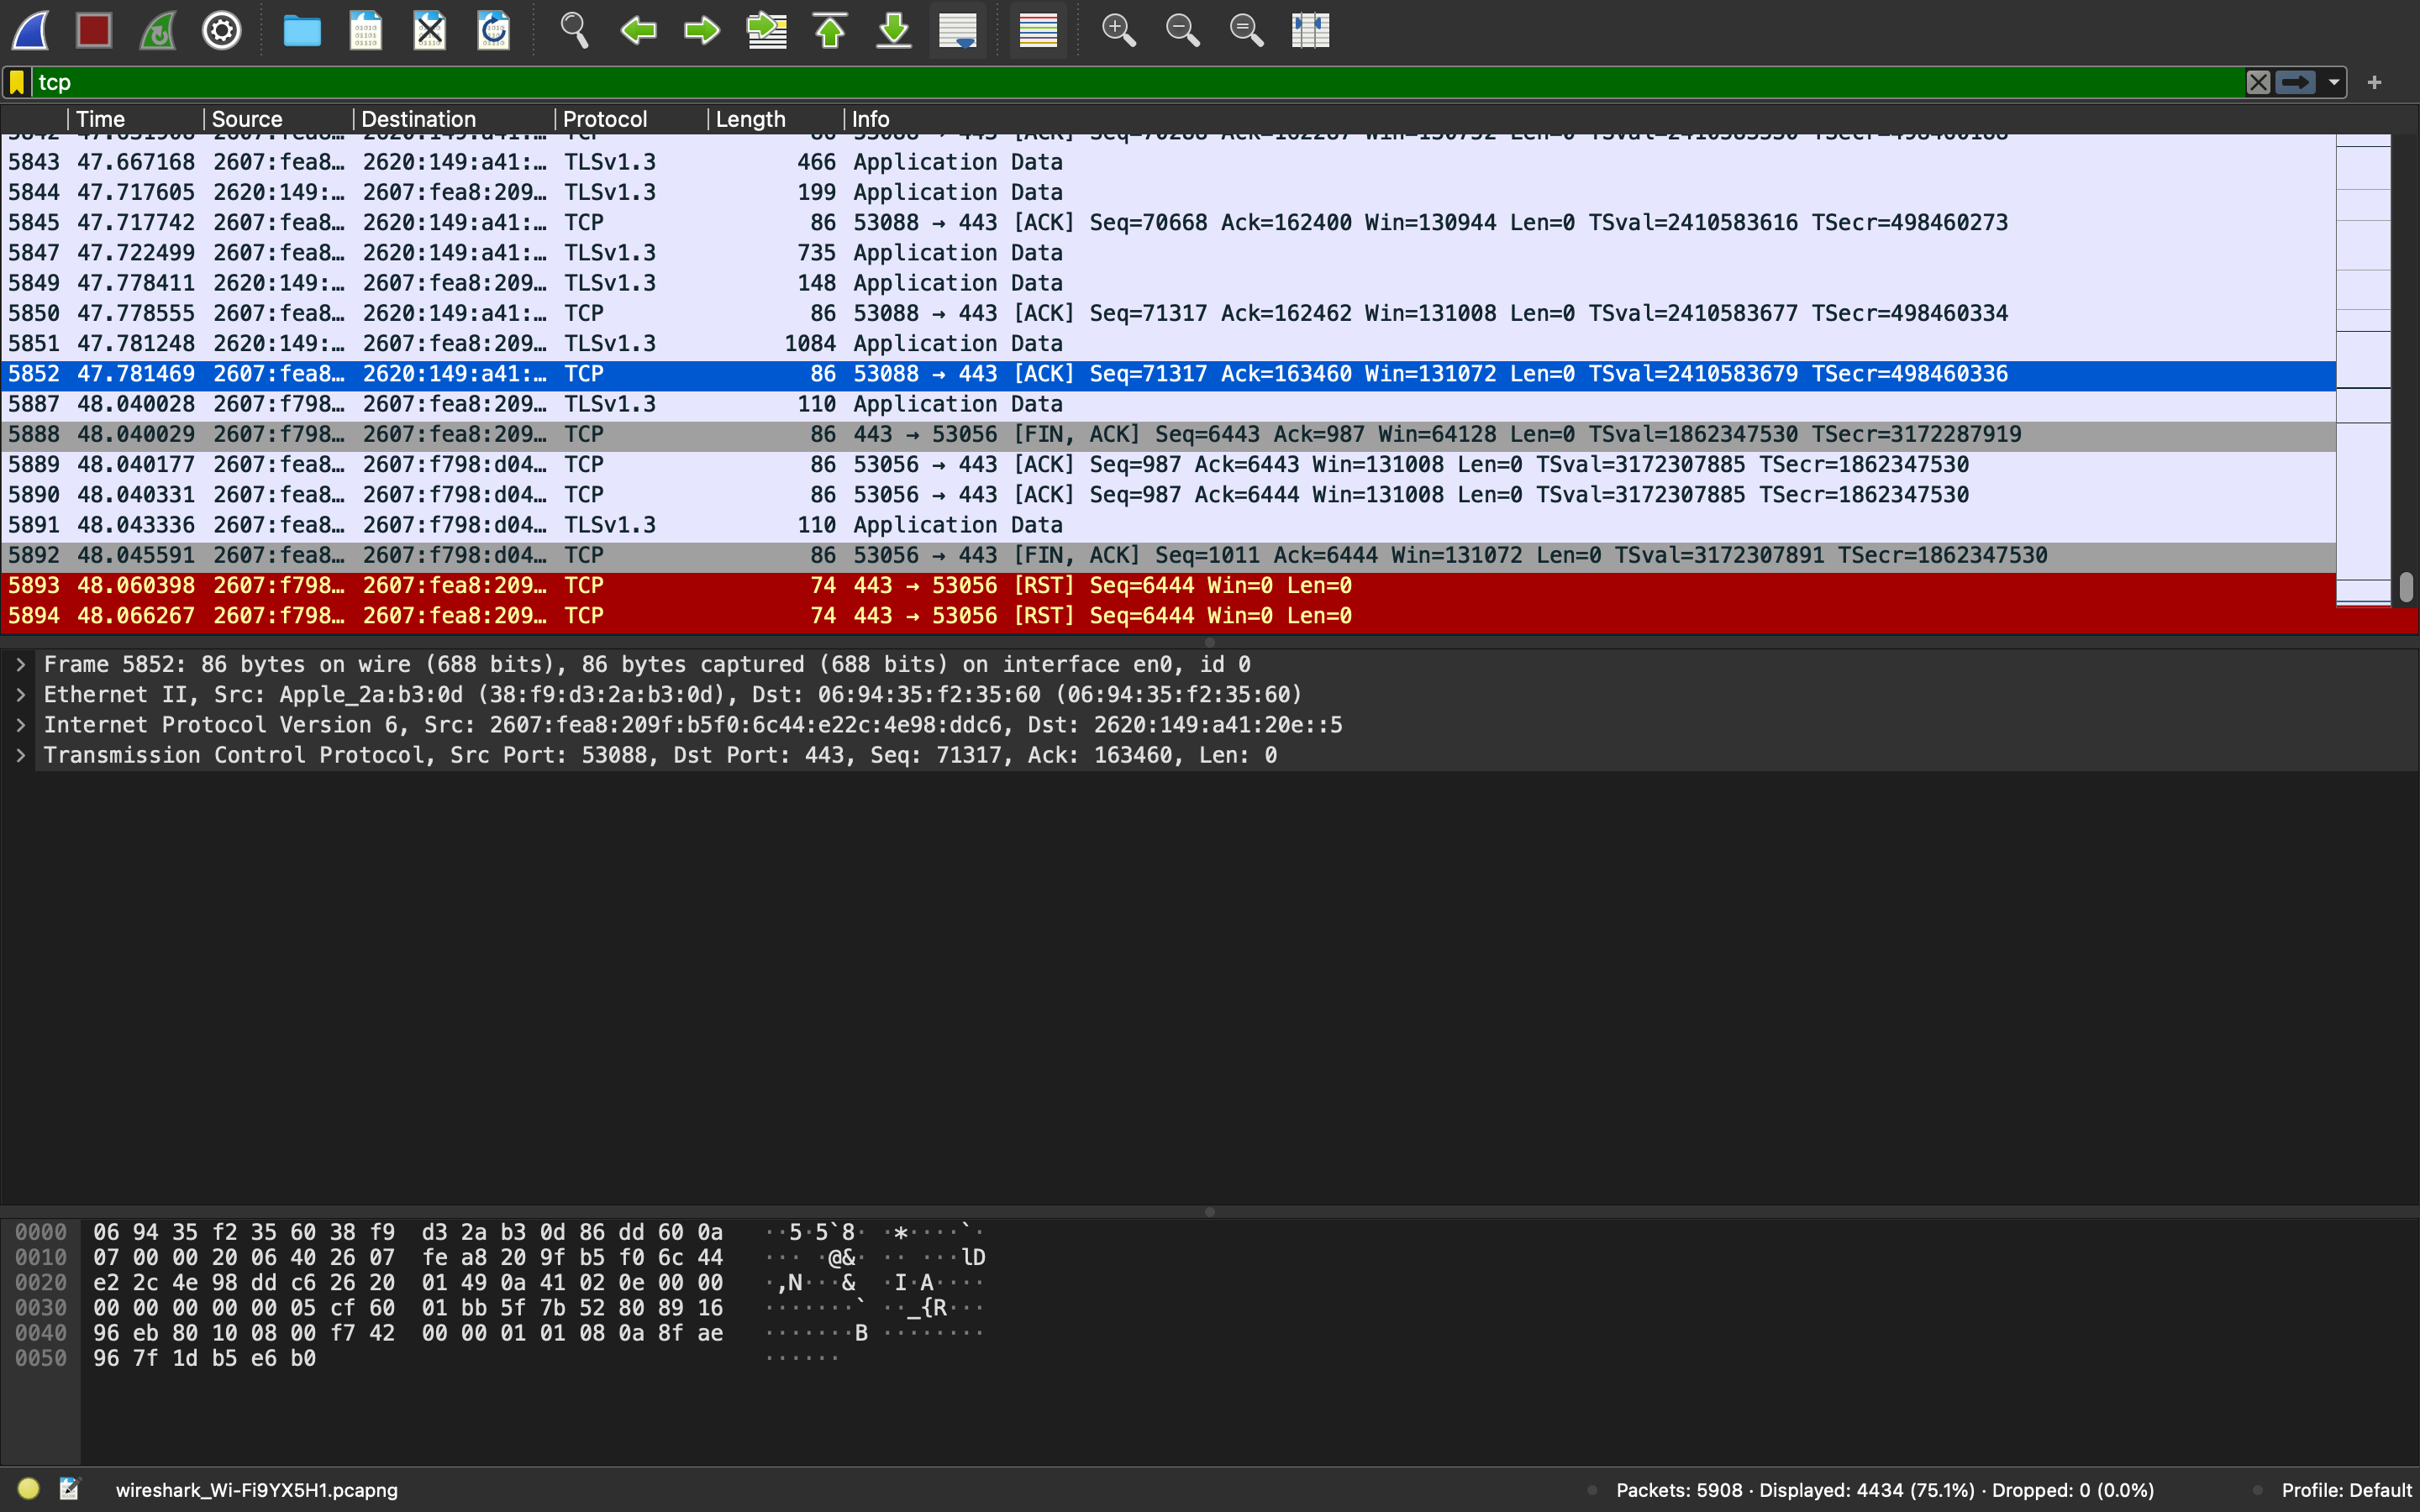 tcp
Time Source Destination Protocol Length Info
5843 47.667168 2607:fea8… 2620:149:a41:… TLSv1.3 466 Application Data
5844 47.717605 2620:149:… 2607:fea8:209… TLSv1.3 199 Application Data
5845 47.717742 2607:fea8… 2620:149:a41:… TCP 86 53088 → 443 [ACK] Seq=70668 Ack=162400 Win=130944 Len=0 TSval=2410583616 TSecr=498460273
5847 47.722499 2607:fea8… 2620:149:a41:… TLSv1.3 735 Application Data
5849 47.778411 2620:149:… 2607:fea8:209… TLSv1.3 148 Application Data
5850 47.778555 2607:fea8… 2620:149:a41:… TCP 86 53088 → 443 [ACK] Seq=71317 Ack=162462 Win=131008 Len=0 TSval=2410583677 TSecr=498460334
5851 47.781248 2620:149:… 2607:fea8:209… TLSv1.3 1084 Application Data
5852 47.781469 2607:fea8… 2620:149:a41:… TCP 86 53088 → 443 [ACK] Seq=71317 Ack=163460 Win=131072 Len=0 TSval=2410583679 TSecr=498460336
5887 48.040028 2607:f798… 2607:fea8:209… TLSv1.3 110 Application Data
5888 48.040029 2607:f798… 2607:fea8:209… TCP 86 443 → 53056 [FIN, ACK] Seq=6443 Ack=987 Win=64128 Len=0 TSval=1862347530 TSecr=3172287919
5889 48.040177 2607:fea8… 2607:f798:d04… TCP 86 53056 → 443 [ACK] Seq=987 Ack=6443 Win=131008 Len=0 TSval=3172307885 TSecr=1862347530
5890 48.040331 2607:fea8… 2607:f798:d04… TCP 86 53056 → 443 [ACK] Seq=987 Ack=6444 Win=131008 Len=0 TSval=3172307885 TSecr=1862347530
5891 48.043336 2607:fea8… 2607:f798:d04… TLSv1.3 110 Application Data
5892 48.045591 2607:fea8… 2607:f798:d04… TCP 86 53056 → 443 [FIN, ACK] Seq=1011 Ack=6444 Win=131072 Len=0 TSval=3172307891 TSecr=1862347530
5893 48.060398 2607:f798… 2607:fea8:209… TCP 74 443 → 53056 [RST] Seq=6444 Win=0 Len=0
5894 48.066267 2607:f798… 2607:fea8:209… TCP 74 443 → 53056 [RST] Seq=6444 Win=0 Len=0
Frame 5852: 86 bytes on wire (688 bits), 86 bytes captured (688 bits) on interface en0, id 0
Ethernet II, Src: Apple_2a:b3:0d (38:f9:d3:2a:b3:0d), Dst: 06:94:35:f2:35:60 (06:94:35:f2:35:60)
Internet Protocol Version 6, Src: 2607:fea8:209f:b5f0:6c44:e22c:4e98:ddc6, Dst: 2620:149:a41:20e::5
Transmission Control Protocol, Src Port: 53088, Dst Port: 443, Seq: 71317, Ack: 163460, Len: 0
0000 06 94 35 f2 35 60 38 f9 d3 2a b3 0d 86 dd 60 0a ··5·5`8· ·*····`·
0010 07 00 00 20 06 40 26 07 fe a8 20 9f b5 f0 6c 44 ··· ·@&· ·· ···lD
0020 e2 2c 4e 98 dd c6 26 20 01 49 0a 41 02 0e 00 00 ·,N···& ·I·A····
0030 00 00 00 00 00 05 cf 60 01 bb 5f 7b 52 80 89 16 ·······` ··_{R···
0040 96 eb 80 10 08 00 f7 42 00 00 01 01 08 0a 8f ae ·······B ········
0050 96 7f 1d b5 e6 b0 ······
wireshark_Wi-Fi9YX5H1.pcapng Packets: 5908 · Displayed: 4434 (75.1%) · Dropped: 0 (0.0%) Profile: Default